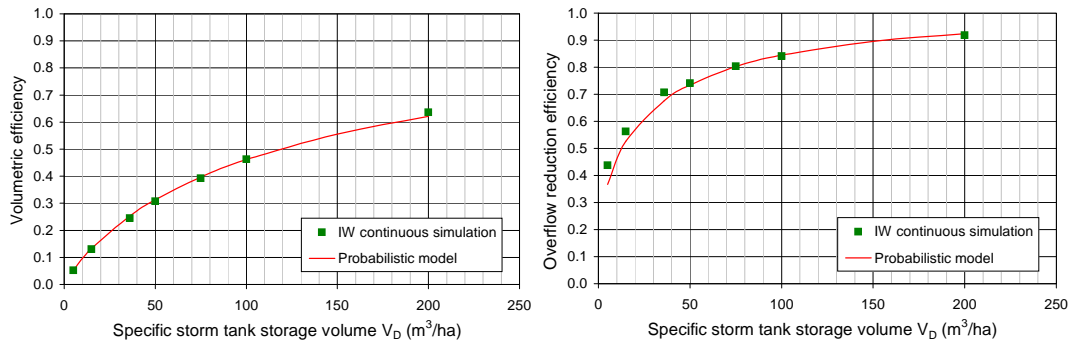 Volumetric efficiency
1.0
0.9
0.8
0.7
0.6
0.5
0.4
0.3
0.2
0.1
0.0
IW continuous simulation
Probabilistic model
0 50 100 150 200 250
Specific storm tank storage volume V_D (m³/ha)
Overflow reduction efficiency
1.0
0.9
0.8
0.7
0.6
0.5
0.4
0.3
0.2
0.1
0.0
IW continuous simulation
Probabilistic model
0 50 100 150 200 250
Specific storm tank storage volume V_D (m³/ha)